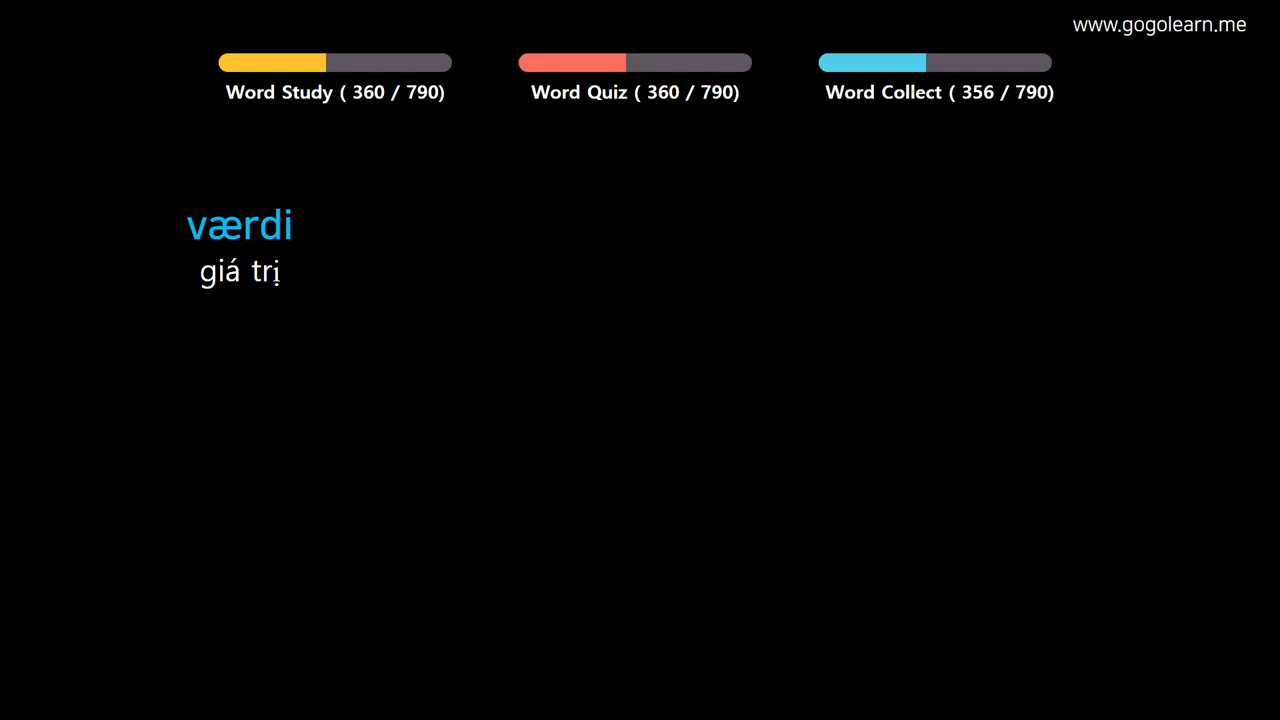 www.gogolearn.me
Word Study ( 360 / 790)
Word Quiz ( 360 / 790)
Word Collect ( 356 / 790)
værdi
giá trị